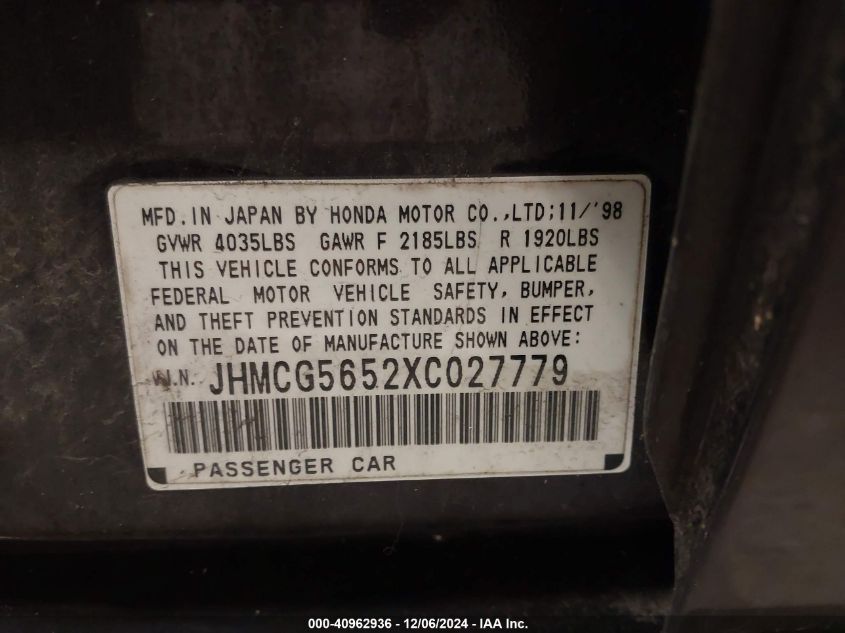 MFD. IN JAPAN BY HONDA MOTOR CO.,LTD;11/'98
GVWR 4035LBS GAWR F 2185LBS R 1920LBS
THIS VEHICLE CONFORMS TO ALL APPLICABLE
FEDERAL MOTOR VEHICLE SAFETY, BUMPER,
AND THEFT PREVENTION STANDARDS IN EFFECT
ON THE DATE OF MANUFACTURE SHOWN ABOVE:
V.I.N. JHMCG5652XC027779
PASSENGER CAR
000-40962936 - 12/06/2024 - IAA Inc.